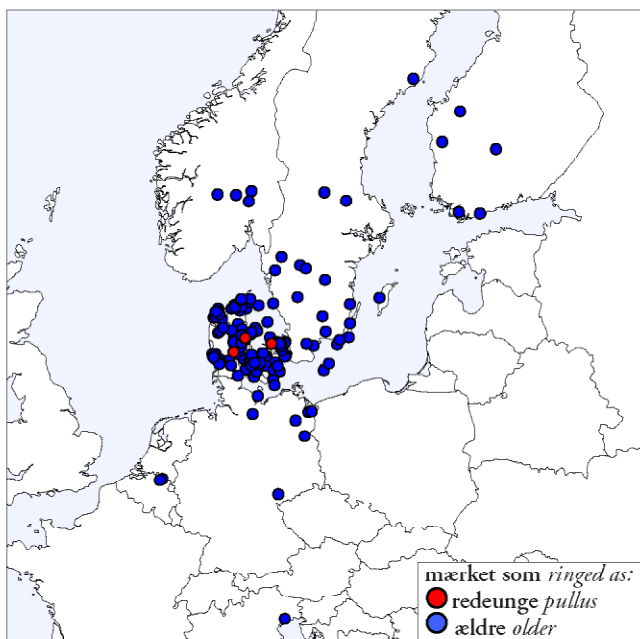 mærket som ringed as:
redeunge pullus
ældre older